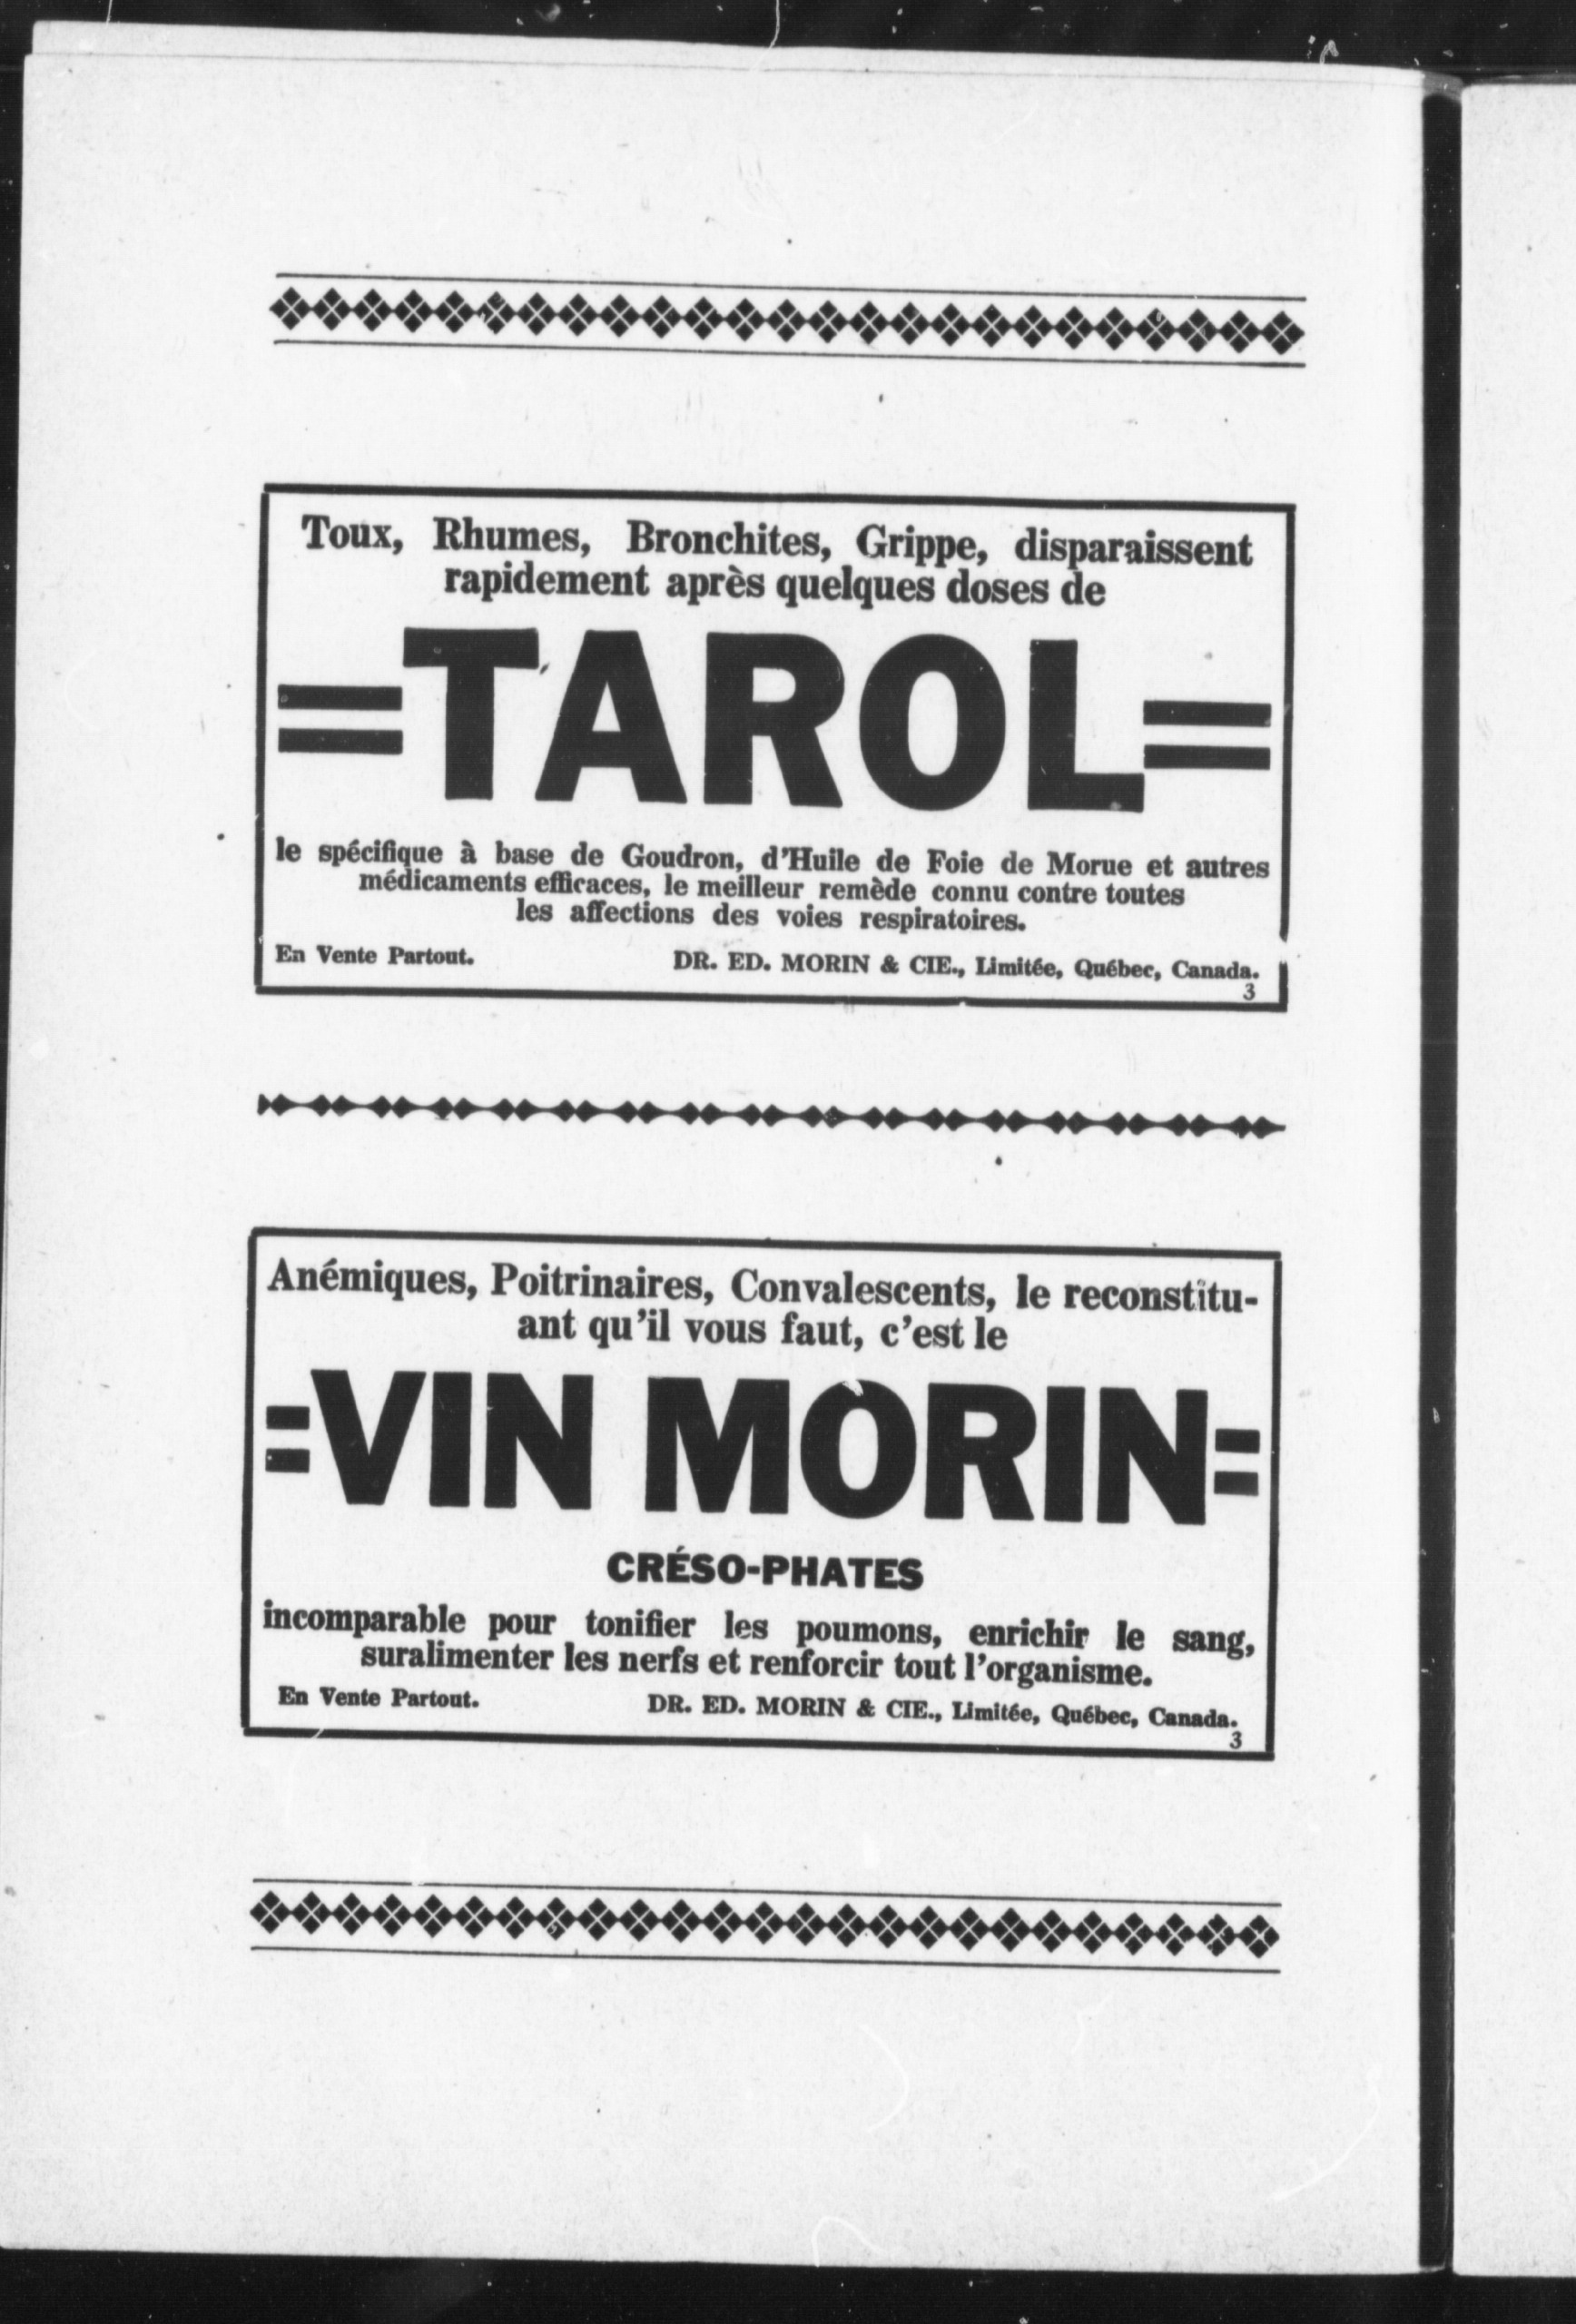 Toux, Rhumes, Bronchites, Grippe, disparaissent
rapidement après quelques doses de
=TAROL=
le spécifique à base de Goudron, d'Huile de Foie de Morue et autres
médicaments efficaces, le meilleur remède connu contre toutes
les affections des voies respiratoires.
En Vente Partout. DR. ED. MORIN & CIE., Limitée, Québec, Canada.
3
Anémiques, Poitrinaires, Convalescents, le reconstitu-
ant qu'il vous faut, c'est le
=VIN MORIN=
CRÉSO-PHATES
incomparable pour tonifier les poumons, enrichir le sang,
suralimenter les nerfs et renforcir tout l'organisme.
En Vente Partout. DR. ED. MORIN & CIE., Limitée, Québec, Canada.
3